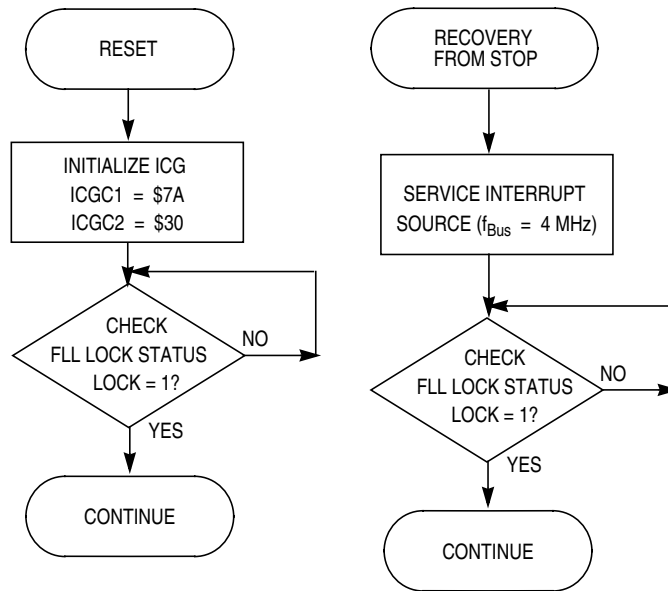 RESET
INITIALIZE ICG
ICGC1 = $7A
ICGC2 = $30
CHECK
FLL LOCK STATUS
LOCK = 1?
NO
YES
CONTINUE
RECOVERY
FROM STOP
SERVICE INTERRUPT
SOURCE (fBus = 4 MHz)
CHECK
FLL LOCK STATUS
LOCK = 1?
NO
YES
CONTINUE